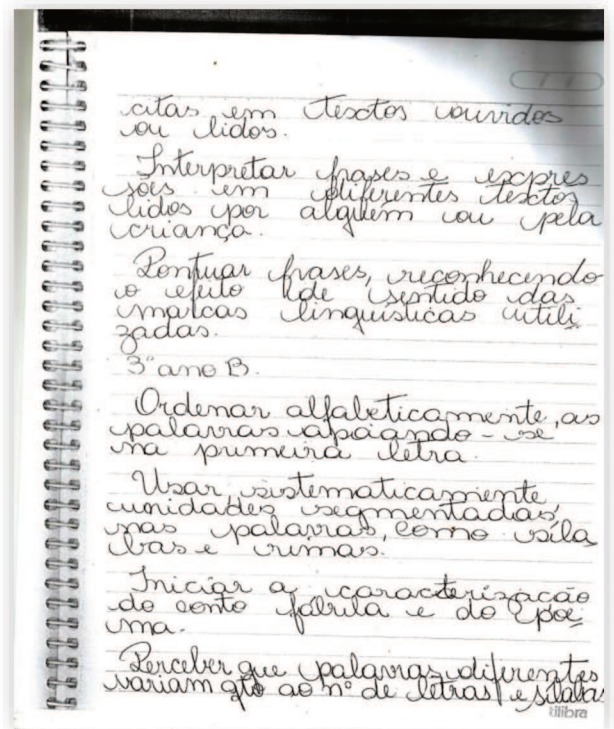 citas em textos ouvidos
ou lidos.
Interpretar frases e expres
sões em diferentes textos
lidos por alguém ou pela
criança.
Pontuar frases, reconhecendo
o efeito de sentido das
marcas linguísticas utili
zadas.
3º ano B.
Ordenar alfabeticamente, as
palavras apoiando-se
na primeira letra.
Usar sistematicamente
unidades segmentadas,
nas palavras, como síla
bas e rimas.
Iniciar a caracterização
do conto fábula e do poe
ma.
Perceber que palavras diferentes
variam qto ao nº de letras e sílabas
tilibra